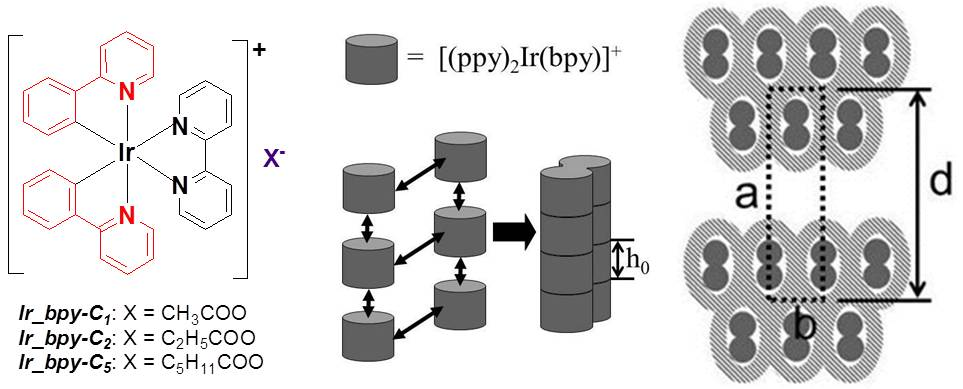 +
N
N
Ir
N
N
X⁻
Ir_bpy-C₁: X = CH₃COO
Ir_bpy-C₂: X = C₂H₅COO
Ir_bpy-C₅: X = C₅H₁₁COO
= [(ppy)₂Ir(bpy)]⁺
h₀
a
b
d